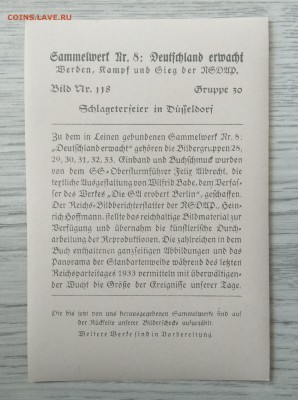 Sammelwerk Nr. 8: Deutschland erwacht
Werden, Kampf und Sieg der NSDAP.
Bild Nr. 118 Gruppe 30
Schlageterfeier in Düsseldorf
Zu dem in Leinen gebundenen Sammelwerk Nr. 8:
„Deutschland erwacht" gehören die Bildergruppen 28,
29, 30, 31, 32, 33. Einband und Buchschmuck wurden
von dem SS-Obersturmführer Felix Albrecht, die
textliche Ausgestaltung von Wilfrid Bade, dem Verfas-
ser des Werkes „Die SA erobert Berlin", geschaffen.
Der Reichs-Bildberichterstatter der NSDAP., Hein-
rich Hoffmann, stellte das reichhaltige Bildmaterial zur
Verfügung und übernahm die künstlerische Durch-
arbeitung der Reproduktionen. Die zahlreichen in dem
Buch enthaltenen ganzseitigen Abbildungen und das
Panorama der Standartenweihe während des letzten
Reichsparteitages 1933 vermitteln mit überwältigen-
der Wucht die Größe der Ereignisse unserer Tage.
Die bis jetzt von uns herausgegebenen Sammelwerke sind auf
der Rückseite unserer Bilderschecks aufgezählt.
Weitere Werke sind in Vorbereitung.
coins.su